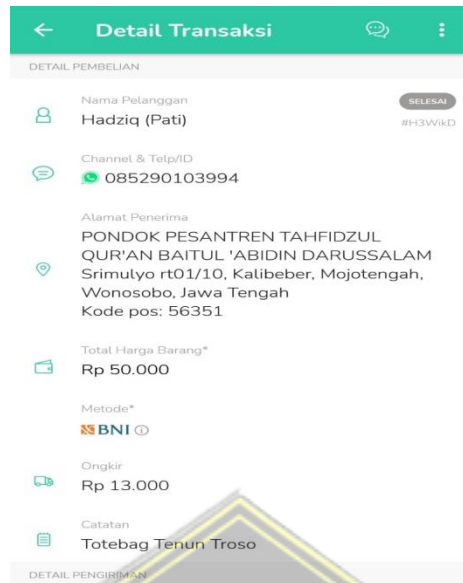 Detail Transaksi
DETAIL PEMBELIAN
Nama Pelanggan
SELESAI
Hadziq (Pati)
#H3WikD
Channel & Telp/ID
085290103994
Alamat Penerima
PONDOK PESANTREN TAHFIDZUL
QUR'AN BAITUL 'ABIDIN DARUSSALAM
Srimulyo rt01/10, Kalibeber, Mojotengah,
Wonosobo, Jawa Tengah
Kode pos: 56351
Total Harga Barang*
Rp 50.000
Metode*
BNI
Ongkir
Rp 13.000
Catatan
Totebag Tenun Troso
DETAIL PENGIRIMAN